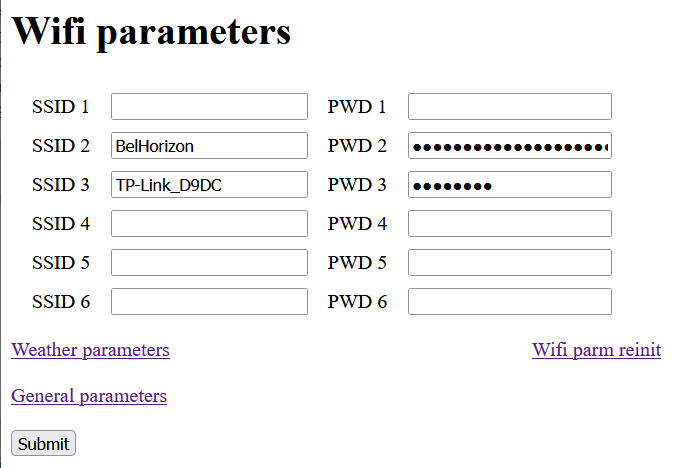 Wifi parameters
SSID 1 PWD 1
SSID 2 BelHorizon PWD 2 ••••••••••••••••••••
SSID 3 TP-Link_D9DC PWD 3 ••••••••
SSID 4 PWD 4
SSID 5 PWD 5
SSID 6 PWD 6
Weather parameters Wifi parm reinit
General parameters
Submit